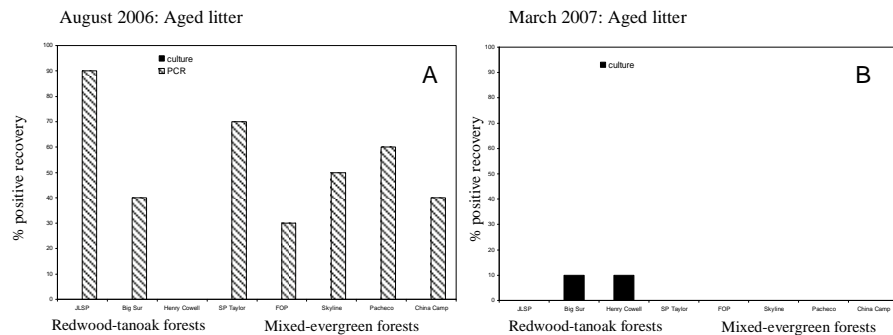 August 2006: Aged litter
100
90
80
70
60
50
40
30
20
10
0
% positive recovery
culture
PCR
A
JLSP Big Sur Henry Cowell SP Taylor FOP Skyline Pacheco China Camp
Redwood-tanoak forests Mixed-evergreen forests
March 2007: Aged litter
100
90
80
70
60
50
40
30
20
10
0
% positive recovery
culture
B
JLSP Big Sur Henry Cowell SP Taylor FOP Skyline Pacheco China Camp
Redwood-tanoak forests Mixed-evergreen forests